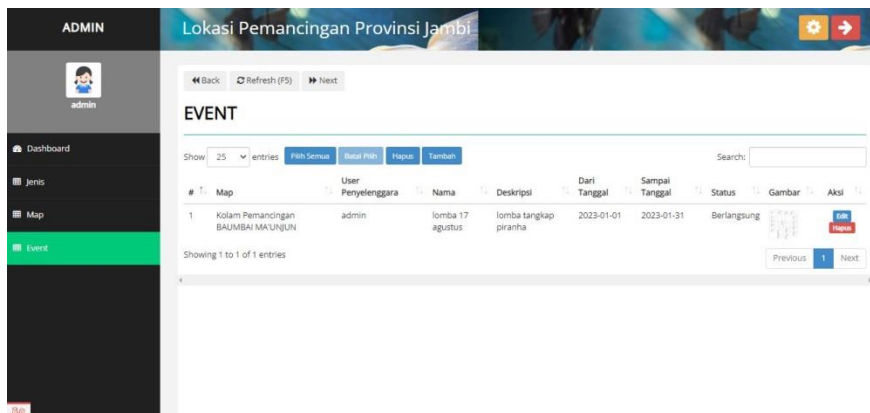 ADMIN
Lokasi Pemancingan Provinsi Jambi
admin
Back Refresh (F5) Next
EVENT
Dashboard
Jenis
Map
Event
Show 25 entries Pilih Semua Batal Pilih Hapus Tambah Search:
# Map User Penyelenggara Nama Deskripsi Dari Tanggal Sampai Tanggal Status Gambar Aksi
1 Kolam Pemancingan BAUMBAI MA'UNJUN admin lomba 17 agustus lomba tangkap piranha 2023-01-01 2023-01-31 Berlangsung Edit Hapus
Showing 1 to 1 of 1 entries
Previous 1 Next